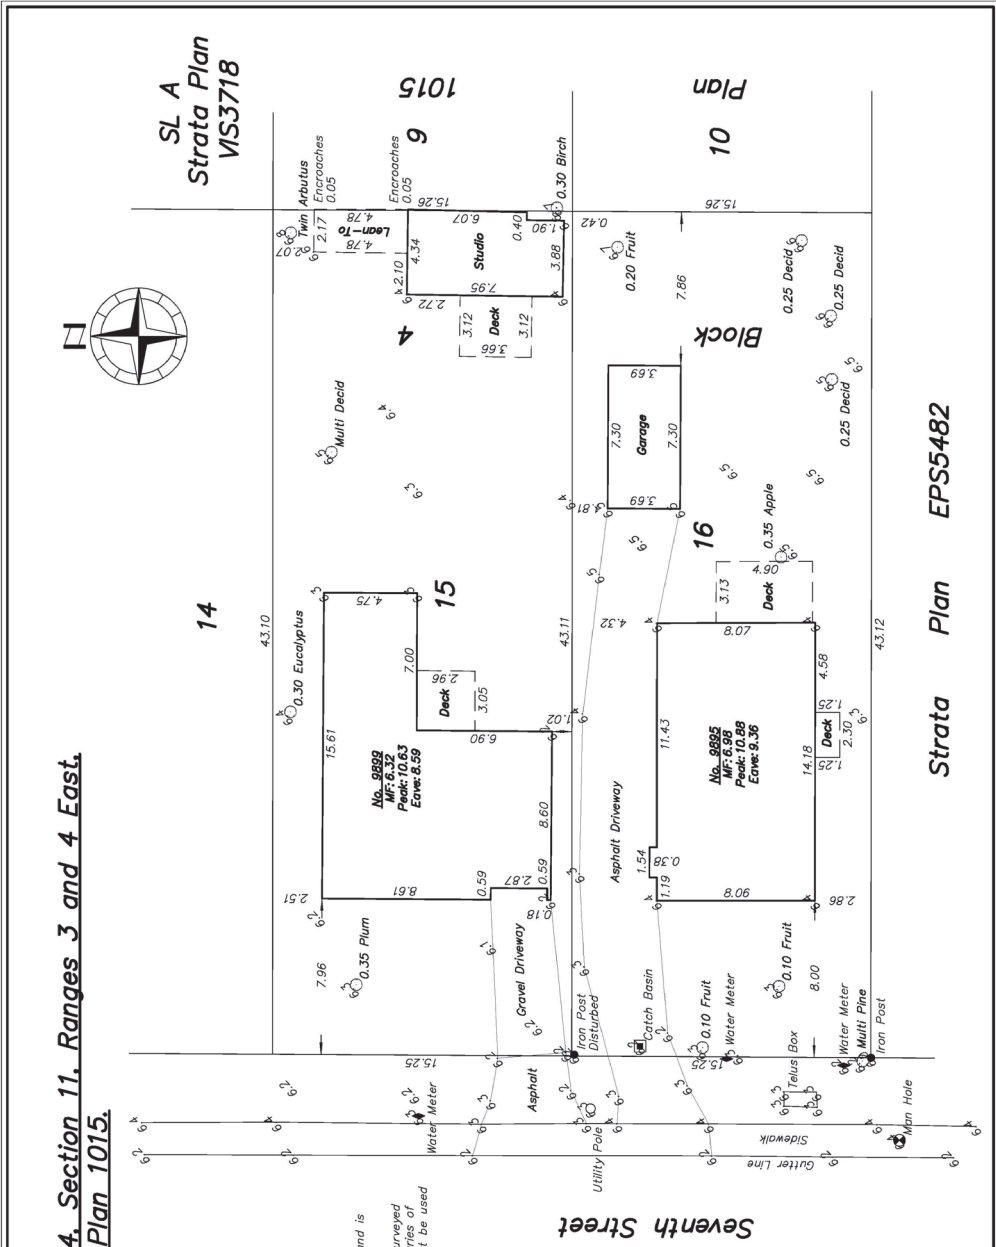 4, Section 11, Ranges 3 and 4 East,
Plan 1015.
SL A
Strata Plan
VIS3718
1015
Plan
9
10
Twin Arbutus
Encroaches
0.05
Encroaches
0.05
15.26
15.26
0.30 Birch
2.07
2.17
4.78
Lean-To
4.78
2.10
4.34
6.07
0.40
1.90
0.42
Studio
3.88
7.95
2.72
3.12
Deck
3.12
3.66
4
Block
0.20 Fruit
7.86
0.25 Decid
0.25 Decid
0.25 Decid
Multi Decid
3.69
7.30
Garage
7.30
3.69
4.81
0.35 Apple
16
14
43.10
15
43.11
4.32
43.12
Strata Plan EPS5482
0.30 Eucalyptus
4.75
7.00
2.96
Deck
3.05
6.90
1.02
15.61
No. 9899
MF: 6.32
Peak: 10.63
Eave: 8.59
8.60
0.59
2.87
0.59
0.18
8.61
2.51
7.96
0.35 Plum
3.13
Deck
4.90
8.07
4.58
1.25
Deck
2.30
1.25
11.43
No. 9895
MF: 6.98
Peak: 10.88
Eave: 9.36
14.18
Asphalt Driveway
1.54
0.38
1.19
8.06
2.86
8.00
Gravel Driveway
Iron Post
Disturbed
Catch Basin
0.10 Fruit
Water Meter
0.10 Fruit
Water Meter
Multi Pine
Iron Post
15.25
15.25
Asphalt
Water Meter
Utility Pole
Telus Box
Sidewalk
Gutter Line
Man Hole
Seventh Street
and is
urveyed
ries of
t be used